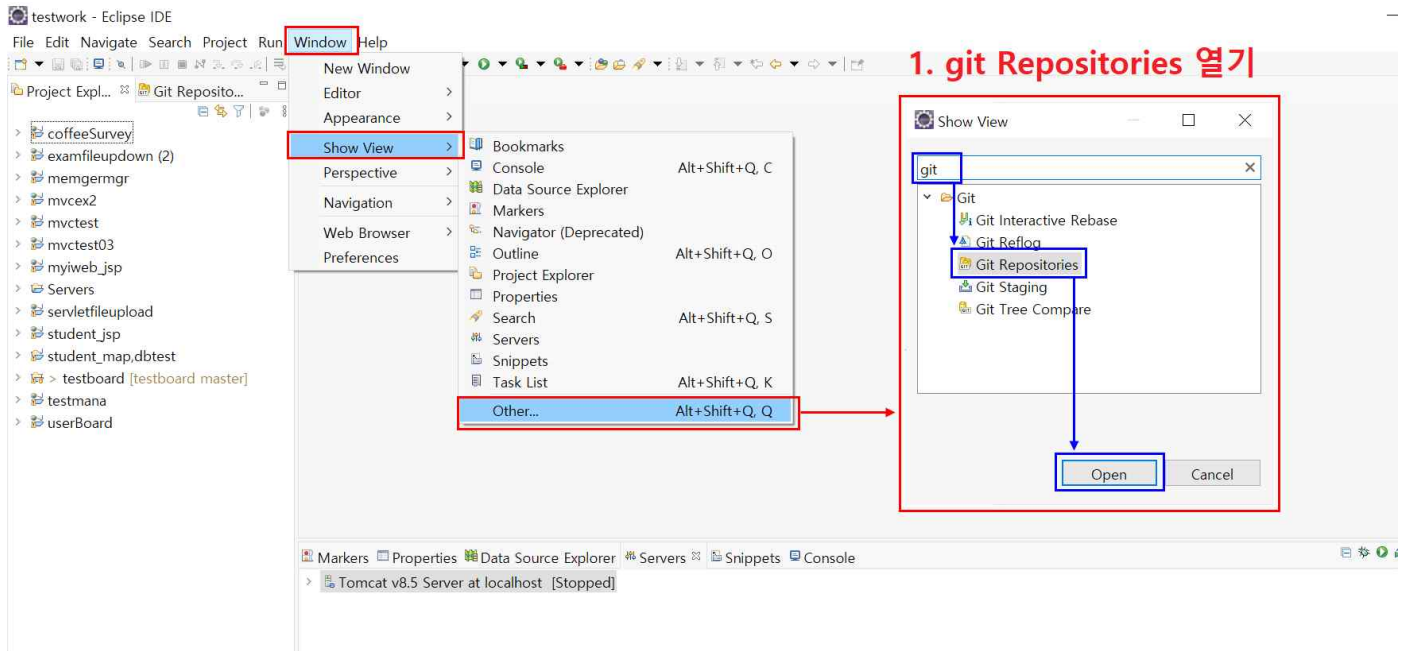 testwork - Eclipse IDE
File Edit Navigate Search Project Run Window Help
1. git Repositories 열기
Project Expl... Git Reposito...
coffeeSurvey
examfileupdown (2)
memgermgr
mvcex2
mvctest
mvctest03
myiweb_jsp
Servers
servletfileupload
student_jsp
student_map,dbtest
> testboard [testboard master]
testmana
userBoard
New Window
Editor
Appearance
Show View
Perspective
Navigation
Web Browser
Preferences
Bookmarks
Console Alt+Shift+Q, C
Data Source Explorer
Markers
Navigator (Deprecated)
Outline Alt+Shift+Q, O
Project Explorer
Properties
Search Alt+Shift+Q, S
Servers
Snippets
Task List Alt+Shift+Q, K
Other... Alt+Shift+Q, Q
Show View
git
Git
Git Interactive Rebase
Git Reflog
Git Repositories
Git Staging
Git Tree Compare
Open Cancel
Markers Properties Data Source Explorer Servers Snippets Console
Tomcat v8.5 Server at localhost [Stopped]